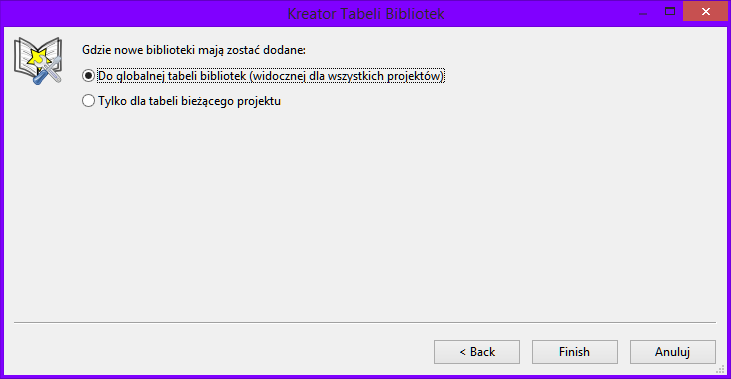 Kreator Tabeli Bibliotek
Gdzie nowe biblioteki mają zostać dodane:
Do globalnej tabeli bibliotek (widocznej dla wszystkich projektów)
Tylko dla tabeli bieżącego projektu
< Back
Finish
Anuluj